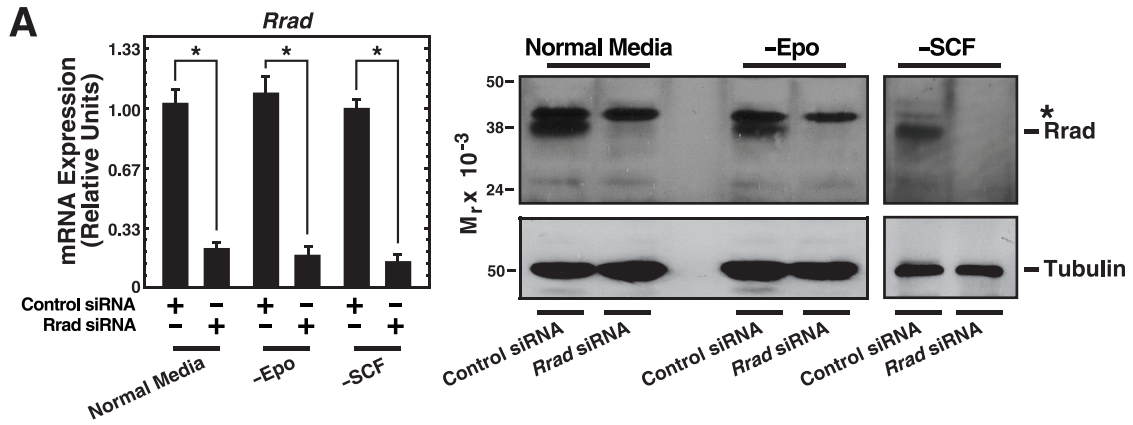 A
Rrad
mRNA Expression
(Relative Units)
1.33
1.00
0.67
0.33
0
* * *
Control siRNA + - + - + -
Rrad siRNA - + - + - +
Normal Media
–Epo
–SCF
Normal Media –Epo –SCF
Mr x 10-3
50
38
24
50
*
Rrad
Tubulin
Control siRNA
Rrad siRNA
Control siRNA
Rrad siRNA
Control siRNA
Rrad siRNA